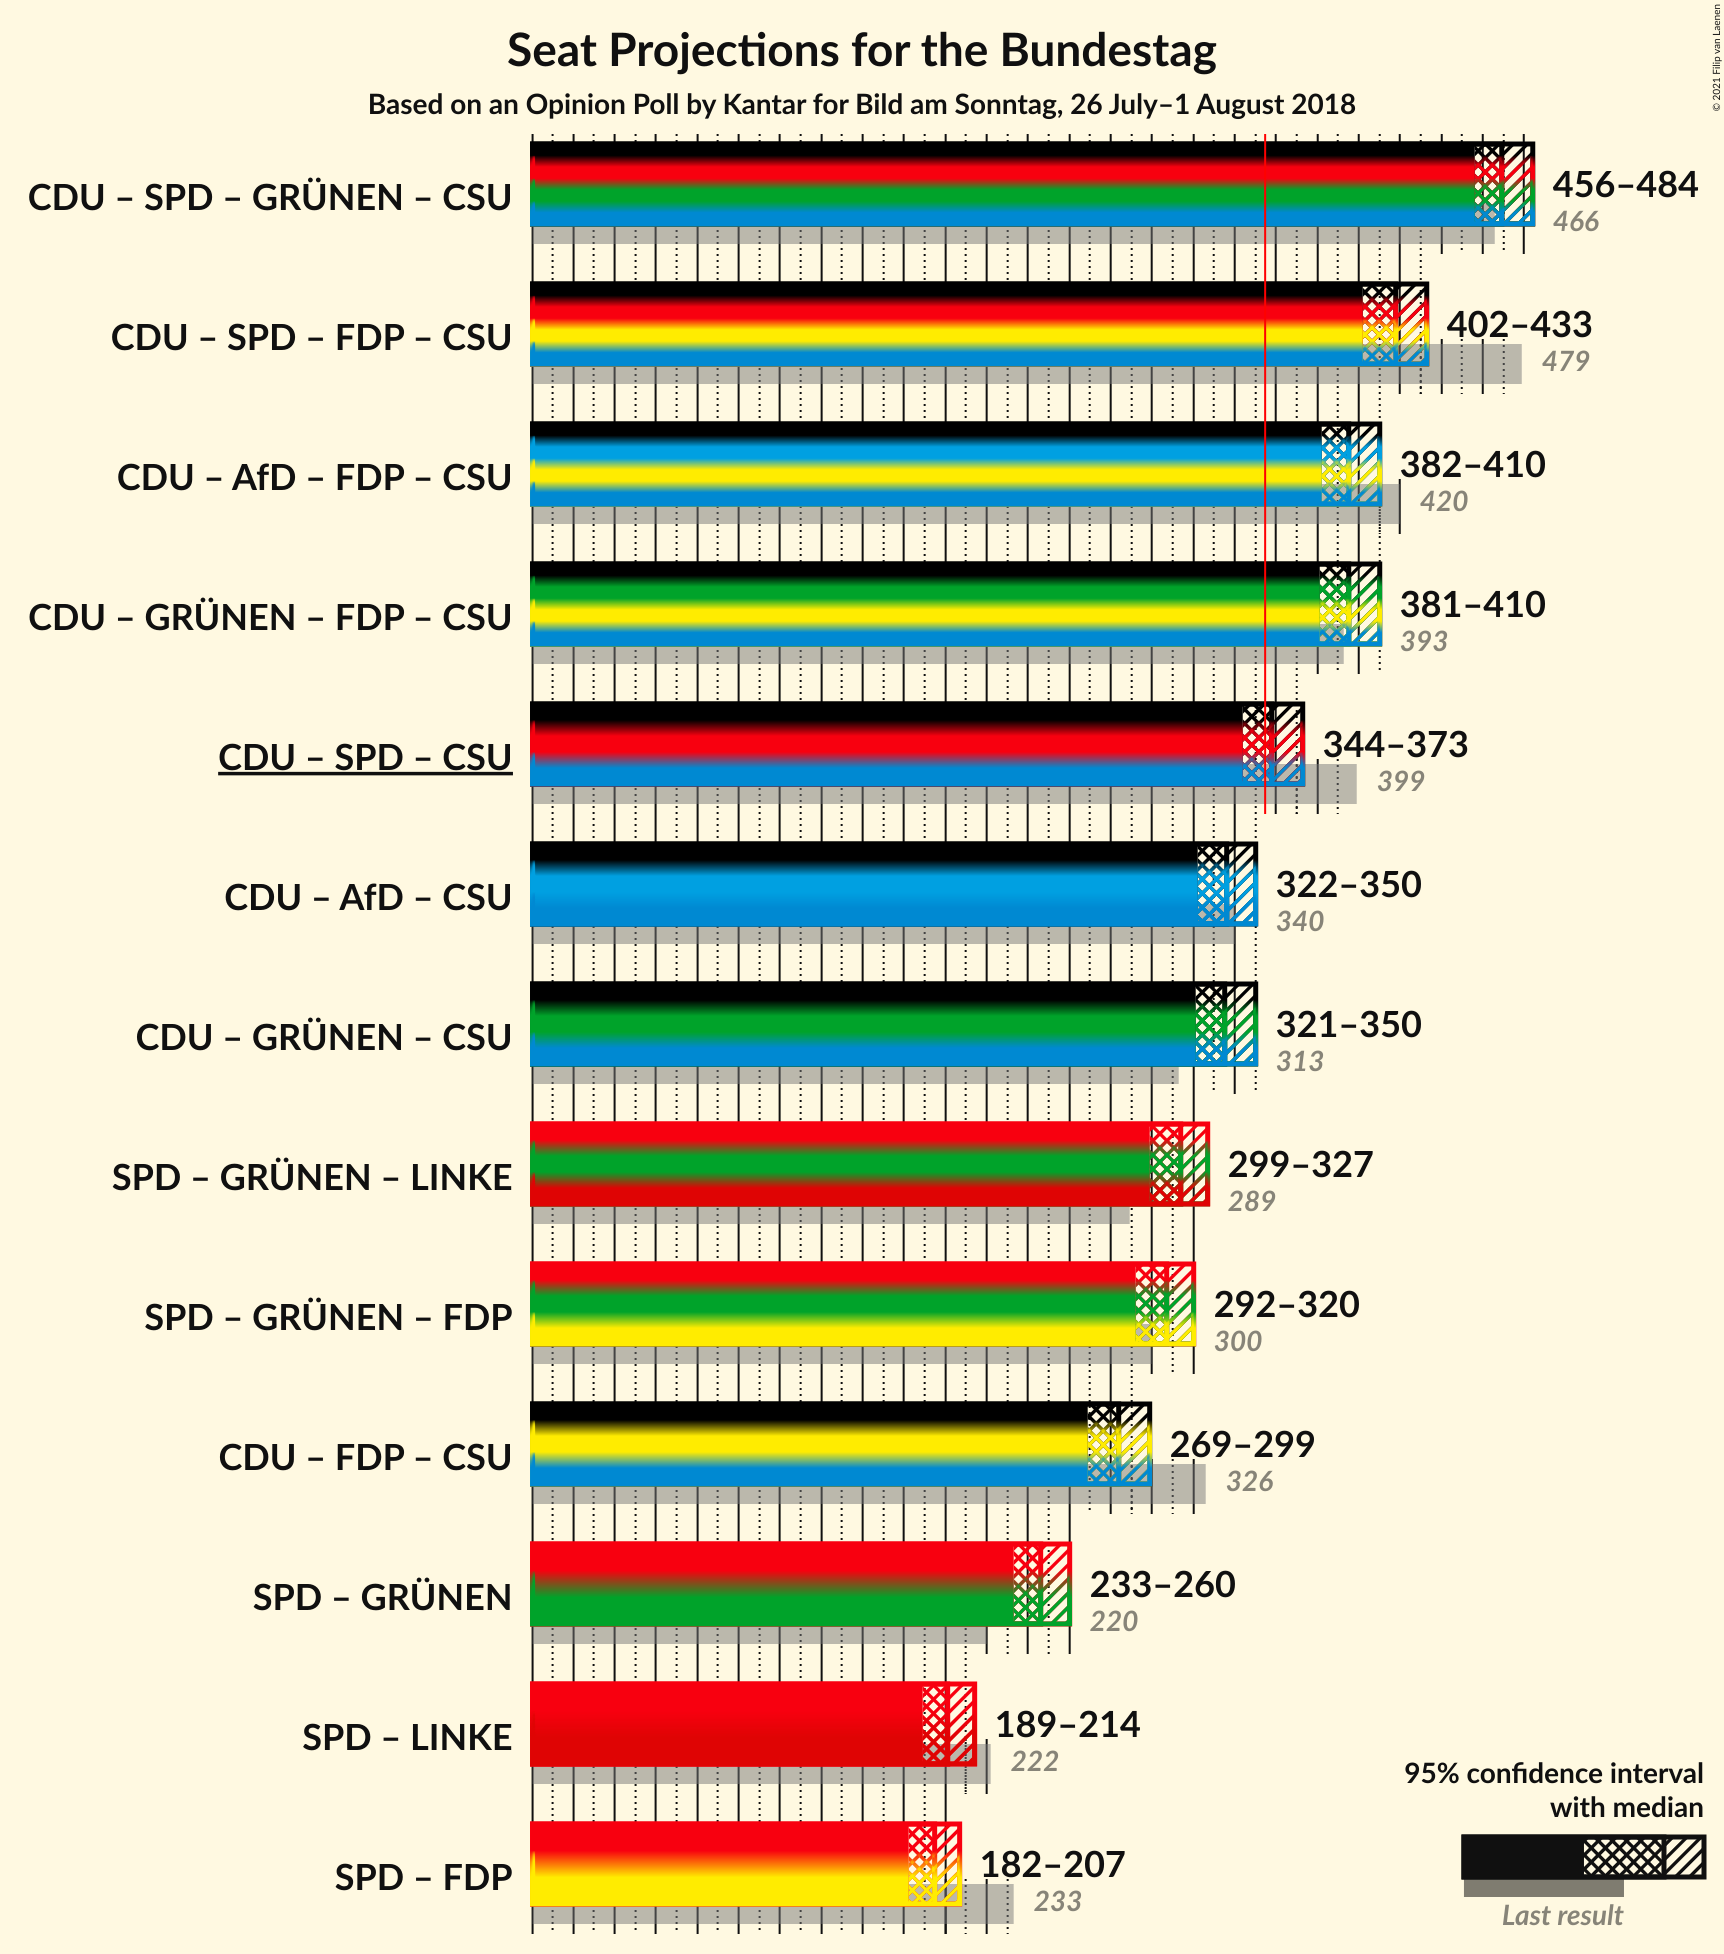 Seat Projections for the Bundestag
Based on an Opinion Poll by Kantar for Bild am Sonntag, 26 July–1 August 2018
© 2021 Filip van Laenen
CDU – SPD – GRÜNEN – CSU
456–484
466
CDU – SPD – FDP – CSU
402–433
479
CDU – AfD – FDP – CSU
382–410
420
CDU – GRÜNEN – FDP – CSU
381–410
393
CDU – SPD – CSU
344–373
399
CDU – AfD – CSU
322–350
340
CDU – GRÜNEN – CSU
321–350
313
SPD – GRÜNEN – LINKE
299–327
289
SPD – GRÜNEN – FDP
292–320
300
CDU – FDP – CSU
269–299
326
SPD – GRÜNEN
233–260
220
SPD – LINKE
189–214
222
SPD – FDP
182–207
233
95% confidence interval
with median
Last result